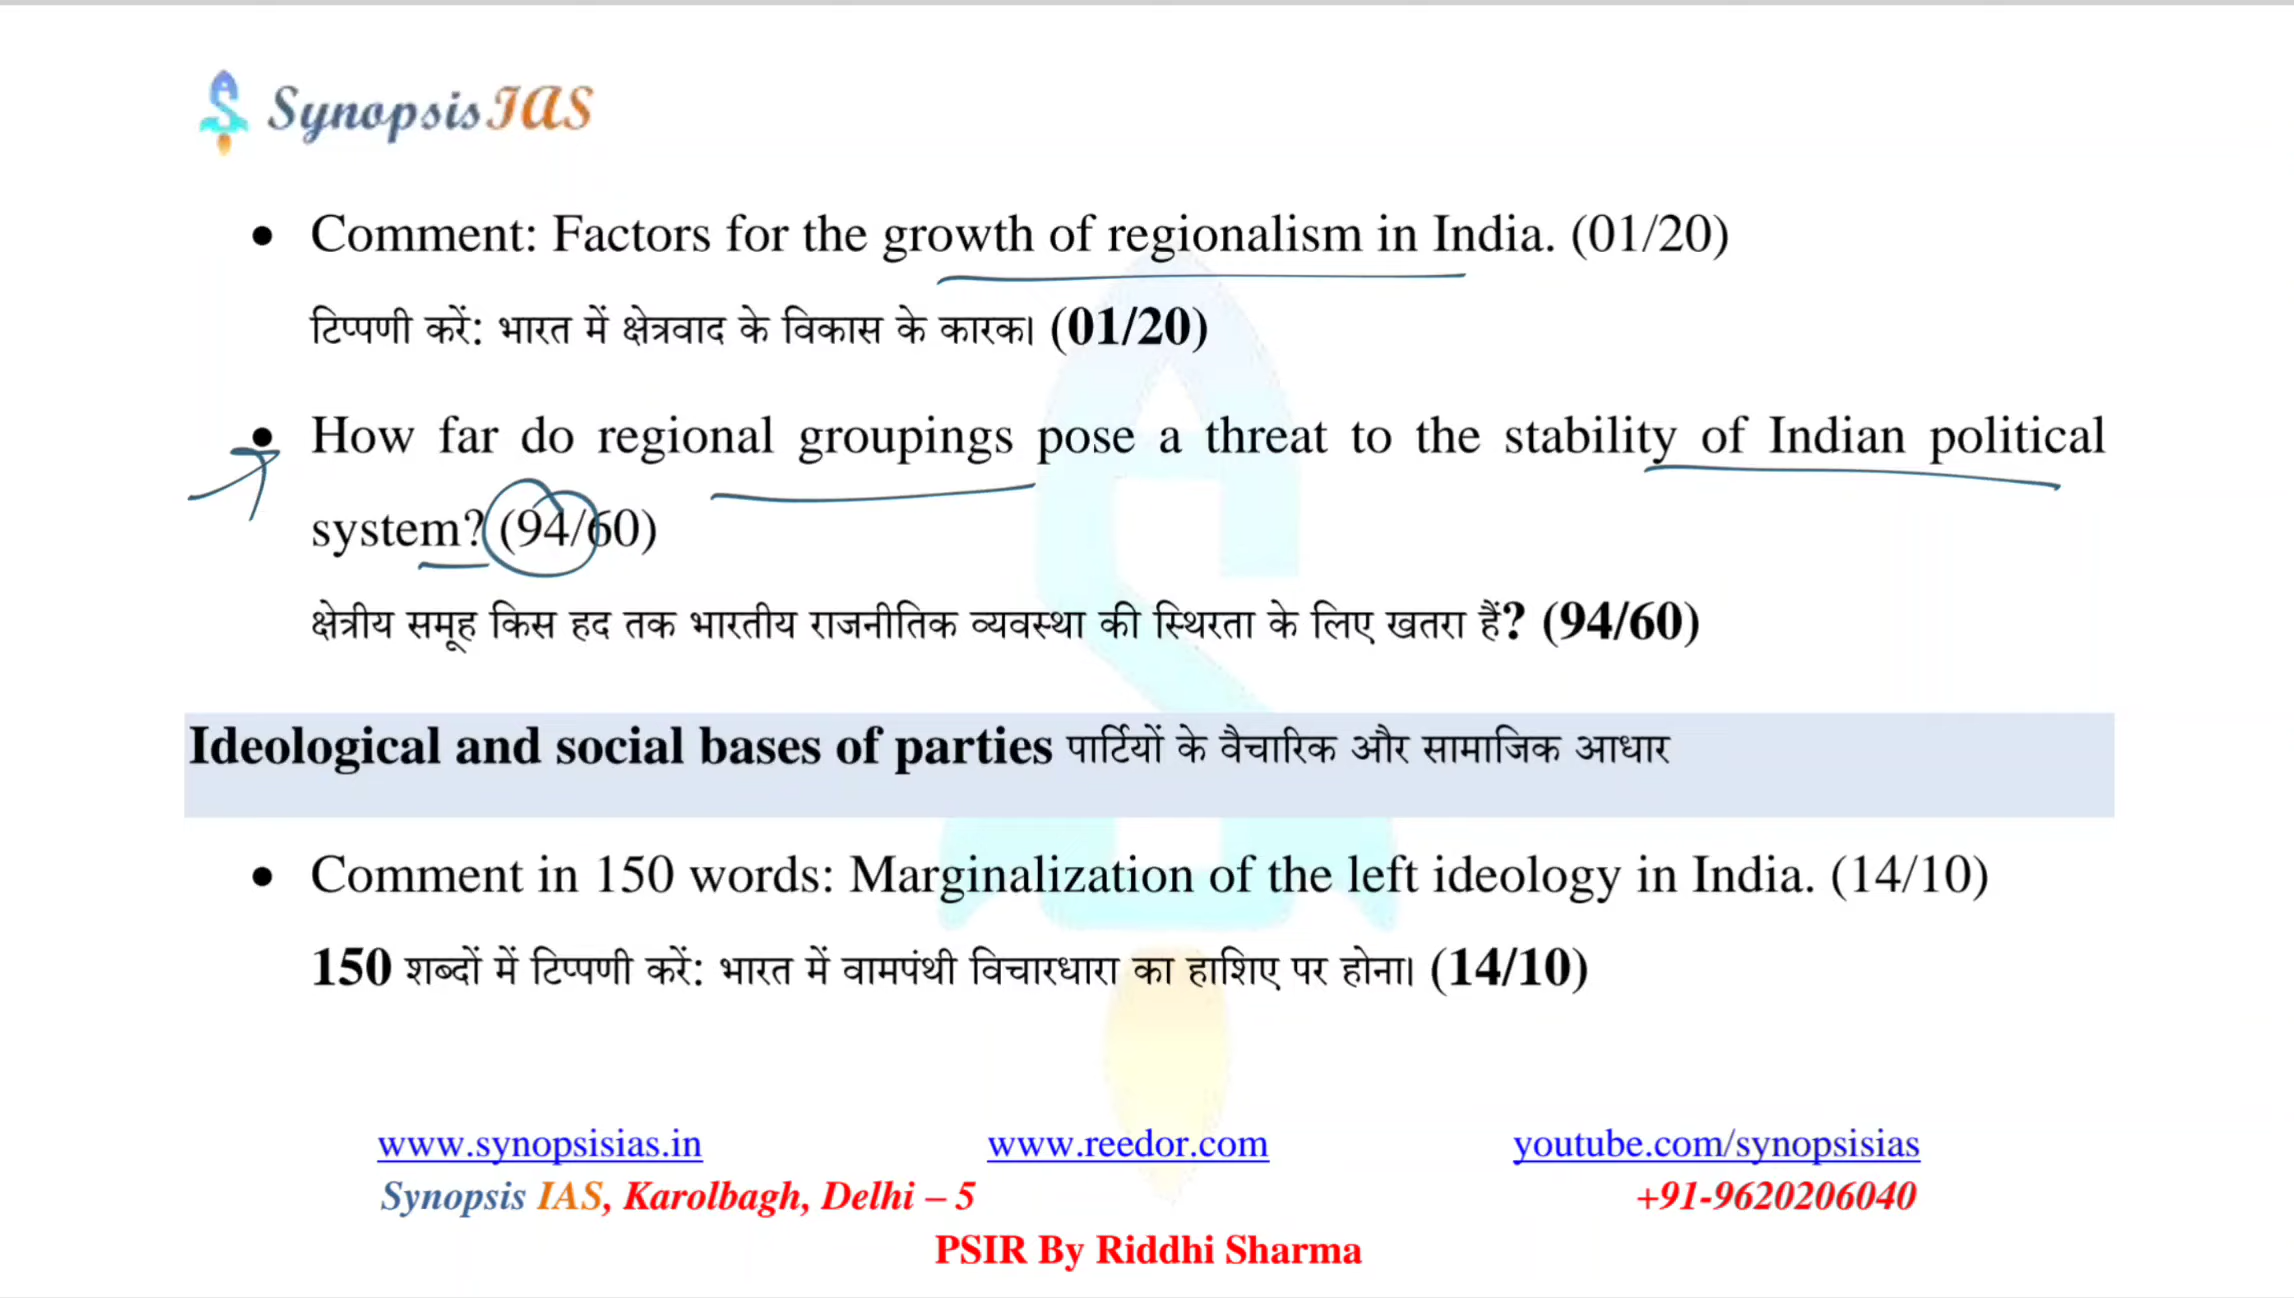 Synopsis IAS
• Comment: Factors for the growth of regionalism in India. (01/20)
टिप्पणी करें: भारत में क्षेत्रवाद के विकास के कारक। (01/20)
• How far do regional groupings pose a threat to the stability of Indian political
system? (94/60)
क्षेत्रीय समूह किस हद तक भारतीय राजनीतिक व्यवस्था की स्थिरता के लिए खतरा हैं? (94/60)
Ideological and social bases of parties पार्टियों के वैचारिक और सामाजिक आधार
• Comment in 150 words: Marginalization of the left ideology in India. (14/10)
150 शब्दों में टिप्पणी करें: भारत में वामपंथी विचारधारा का हाशिए पर होना। (14/10)
www.synopsisias.in www.reedor.com youtube.com/synopsisias
Synopsis IAS, Karolbagh, Delhi – 5 +91-9620206040
PSIR By Riddhi Sharma